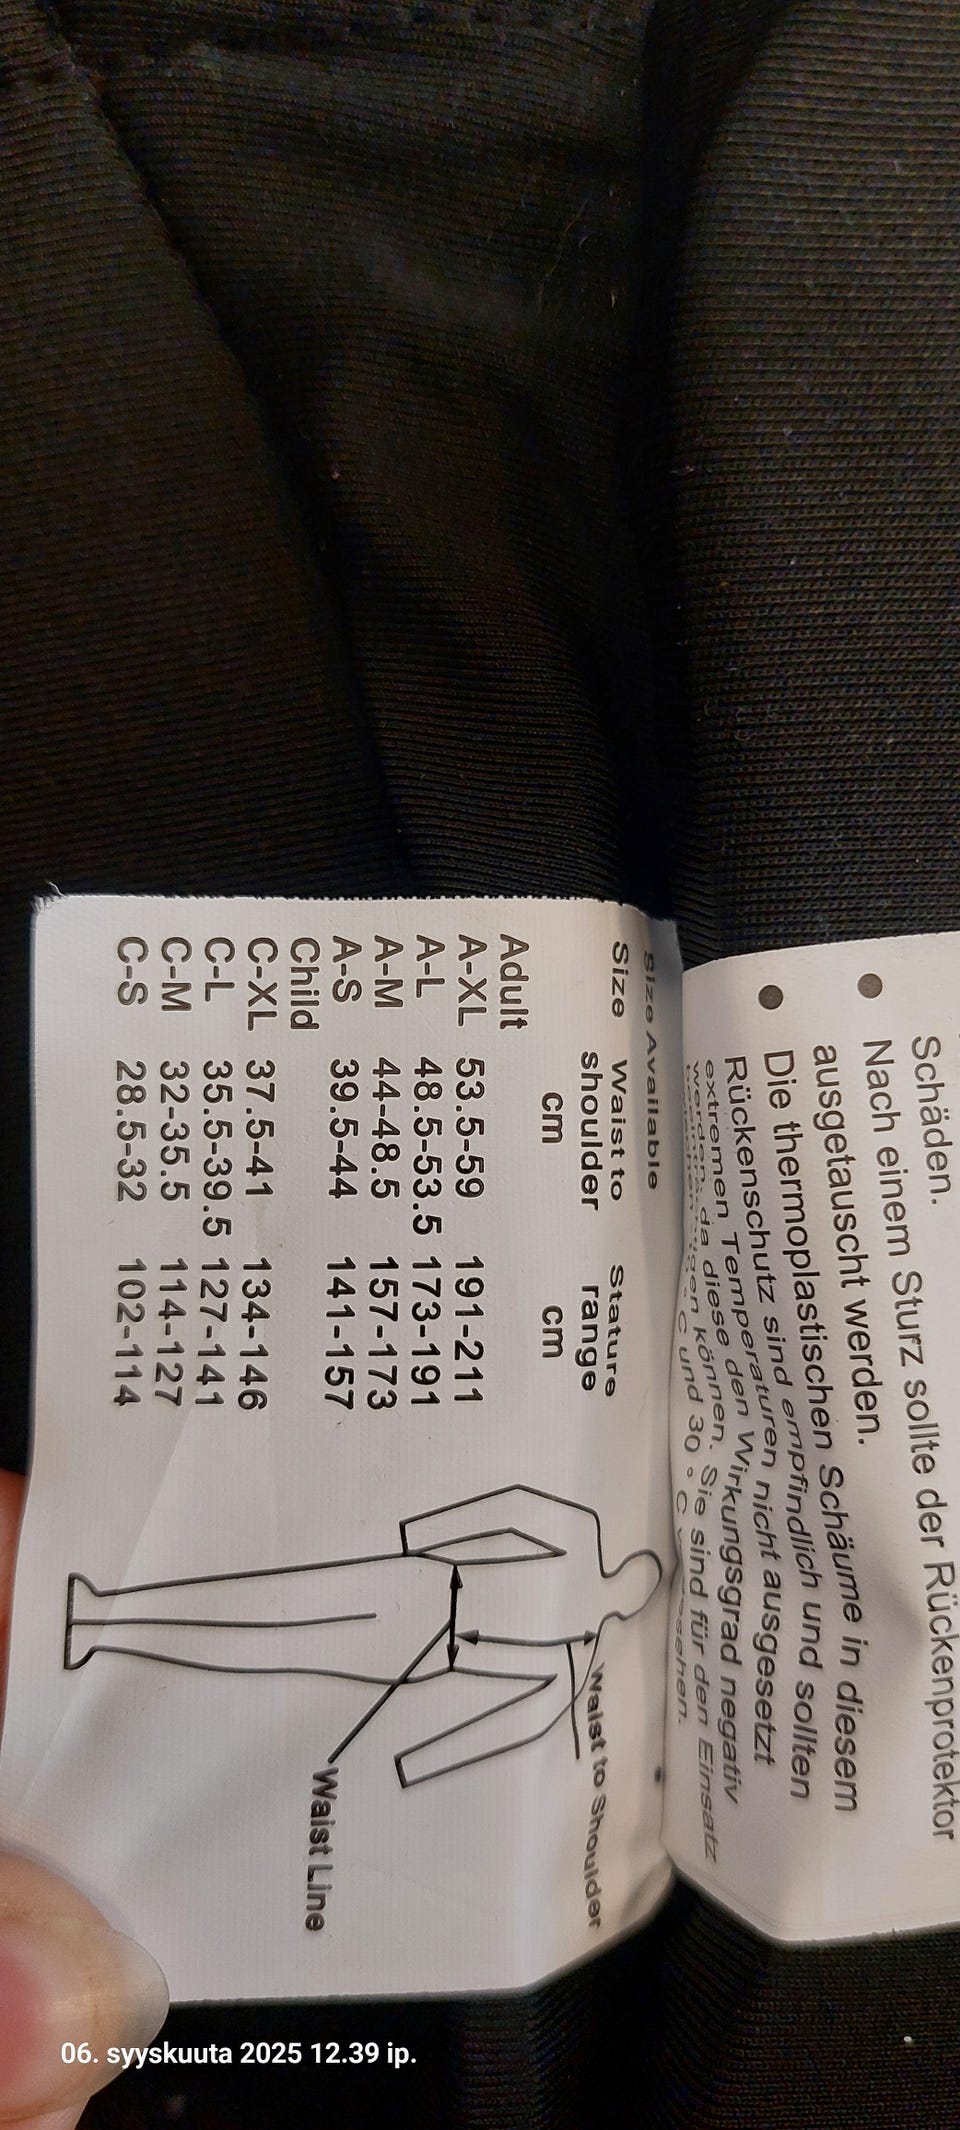 Schäden.
Nach einem Sturz sollte der Rückenprotektor
ausgetauscht werden.
Die thermoplastischen Schäume in diesem
Rückenschutz sind empfindlich und sollten
extremen Temperaturen nicht ausgesetzt
werden, da diese den Wirkungsgrad negativ
können. Sie sind für den Einsatz
C und 30 ° C
Size Available
Size Waist to shoulder Stature range
cm cm
Adult
A-XL 53.5-59 191-211
A-L 48.5-53.5 173-191
A-M 44-48.5 157-173
A-S 39.5-44 141-157
Child
C-XL 37.5-41 134-146
C-L 35.5-39.5 127-141
C-M 32-35.5 114-127
C-S 28.5-32 102-114
Waist to Shoulder
Waist Line
06. syyskuuta 2025 12.39 ip.